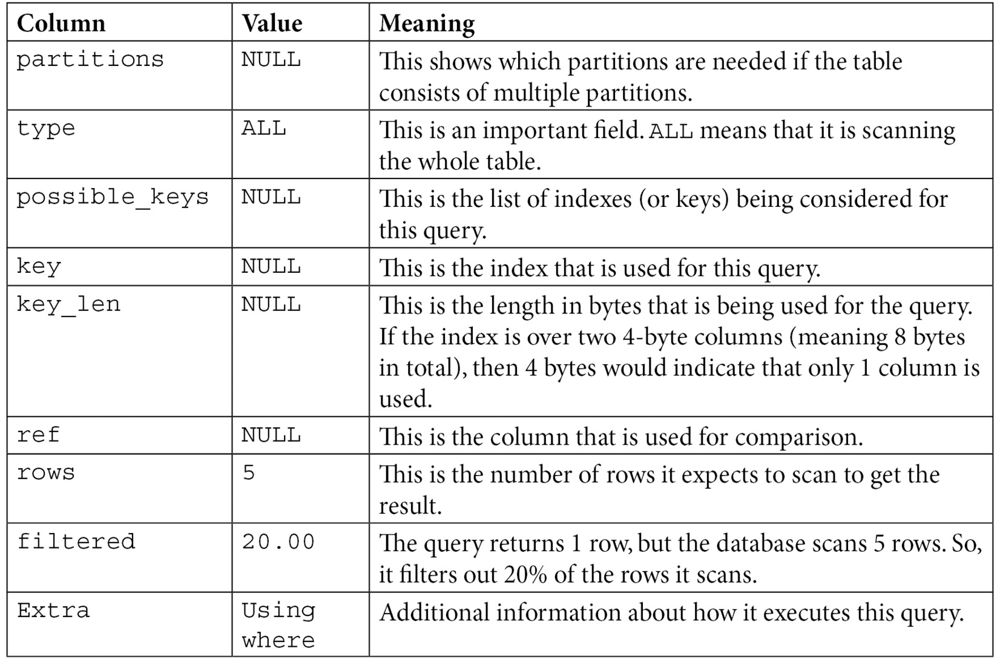 Column Value Meaning
partitions NULL This shows which partitions are needed if the table
consists of multiple partitions.
type ALL This is an important field. ALL means that it is scanning
the whole table.
possible_keys NULL This is the list of indexes (or keys) being considered for
this query.
key NULL This is the index that is used for this query.
key_len NULL This is the length in bytes that is being used for the query.
If the index is over two 4-byte columns (meaning 8 bytes
in total), then 4 bytes would indicate that only 1 column is
used.
ref NULL This is the column that is used for comparison.
rows 5 This is the number of rows it expects to scan to get the
result.
filtered 20.00 The query returns 1 row, but the database scans 5 rows. So,
it filters out 20% of the rows it scans.
Extra Using Additional information about how it executes this query.
where